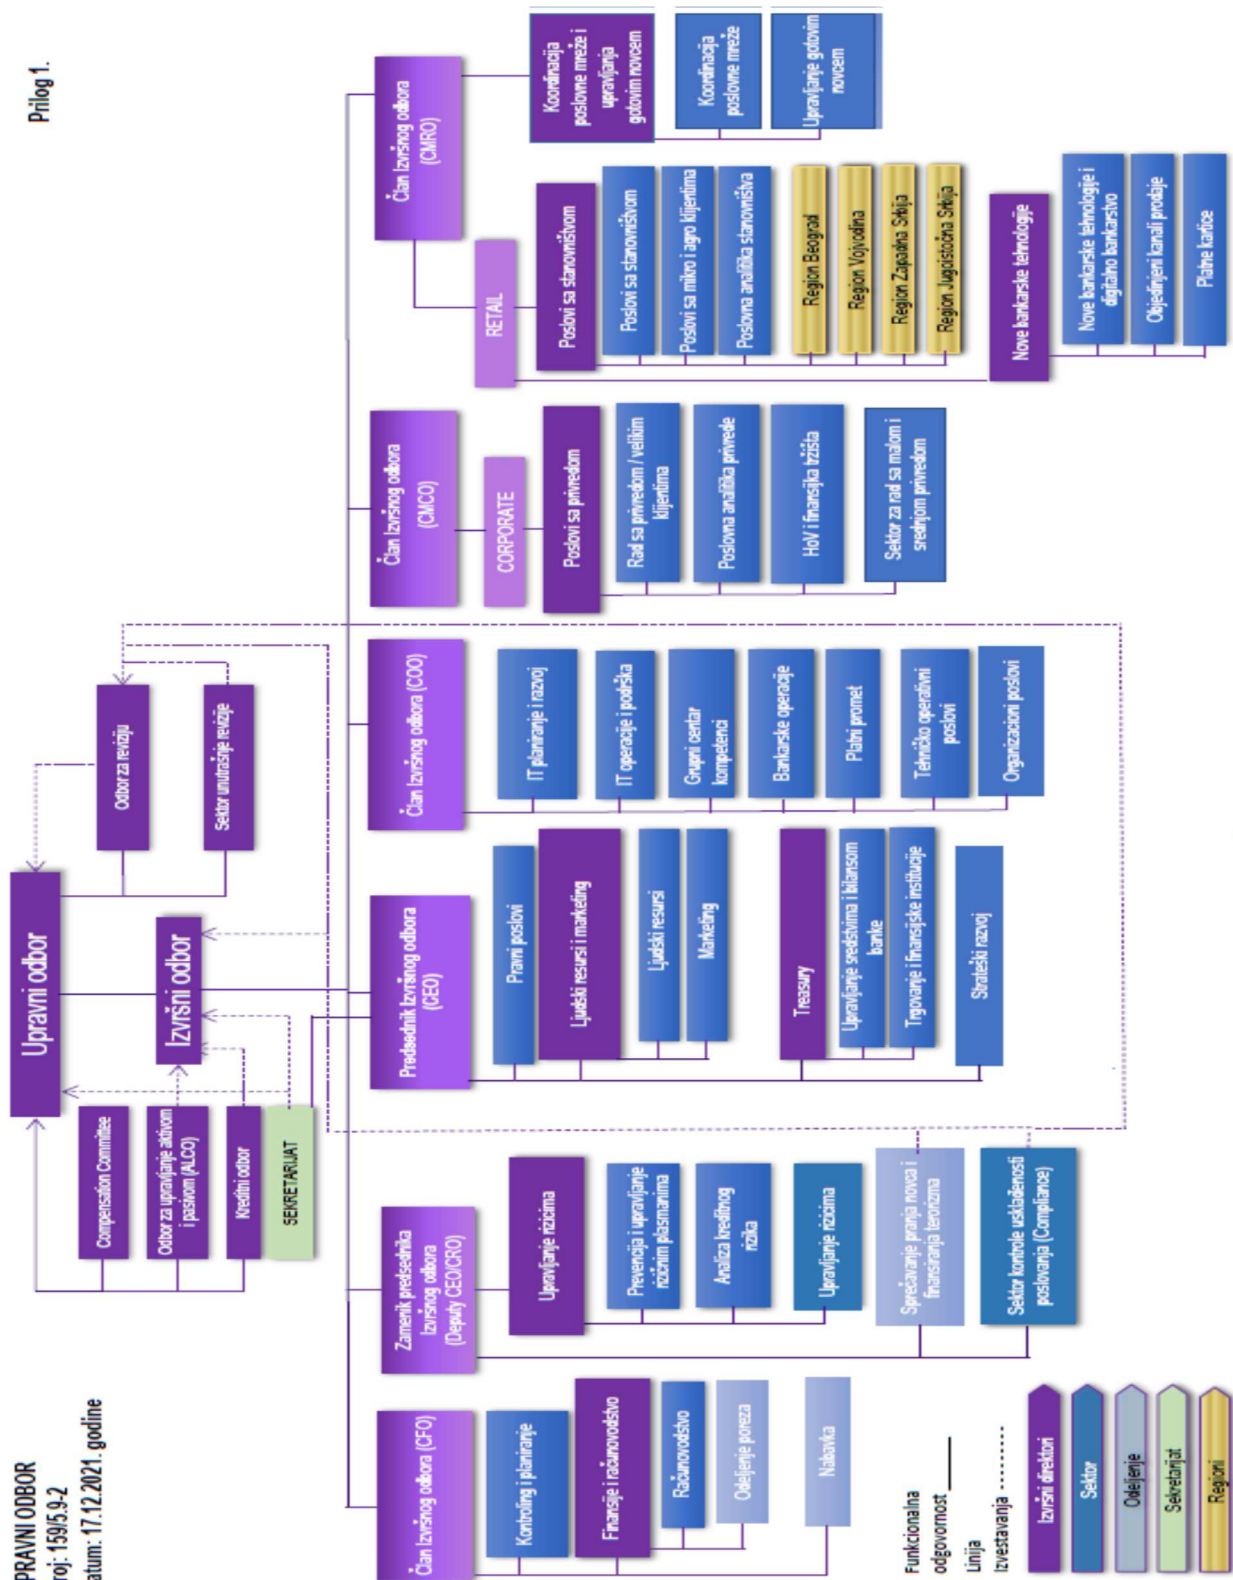 PRAVNI ODBOR
roj: 159/5.9-2
atum: 17.12.2021. godine
Prilog 1.
Upravni odbor
Odbor za reviziju
Sektor unutrašnje revizije
Izvršni odbor
Compensation Committee
Odbor za upravljanje aktivom
i pasivom (ALCO)
Kreditni odbor
SEKRETARIJAT
Član Izvršnog odbora (CFO)
Kontroling i planiranje
Finansije i računovodstvo
Računovodstvo
Odeljenje poreza
Nabavka
Zamenik predsednika
Izvršnog odbora
(Deputy CEO/CRO)
Upravljanje rizicima
Prevencija i upravljanje
rizičnim plasmanima
Analiza kreditnog
rizika
Upravljanje rizicima
Sprečavanje pranja novca i
finansiranja terorizma
Sektor kontrole usklađenosti
poslovanja (Compliance)
Predsednik Izvršnog odbora
(CEO)
Pravni poslovi
Ljudski resursi i marketing
Ljudski resursi
Marketing
Treasury
Upravljanje sredstvima i bilansom
banke
Trgovanje i finansijske institucije
Strateški razvoj
Član Izvršnog odbora (COO)
IT planiranje i razvoj
IT operacije i podrška
Grupni centar
kompetenci
Bankarske operacije
Platni promet
Tehničko operativni
poslovi
Organizacioni poslovi
Član Izvršnog odbora
(CMCO)
CORPORATE
Poslovi sa privredom
Rad sa privredom / velikim
klijentima
Poslovna analitika privrede
HoV i finansijka tržišta
Sektor za rad sa malom i
srednjom privredom
Član Izvršnog odbora
(CMRO)
RETAIL
Poslovi sa stanovništvom
Poslovi sa stanovništvom
Poslovi sa mikro i agro klijentima
Poslovna analitika stanovništva
Region Beograd
Region Vojvodina
Region Zapadna Srbija
Region Jugoistočna Srbija
Nove bankarske tehnologije
Nove bankarske tehnologije i
digitalno bankarstvo
Objedinjeni kanali prodaje
Platne kartice
Koordinacija
poslovne mreže i
upravljanja
gotovim novcem
Koordinacija
poslovne mreže
Upravljanje gotovim
novcem
Funkcionalna
odgovornost
Linija
Izvestavanja
Izvršni direktori
Sektor
Odeljenje
Sekretarijat
Regioni